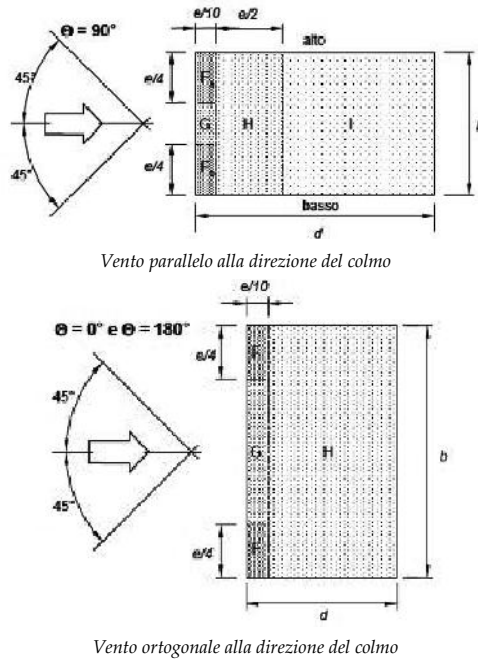 e/10 e/2
Θ = 90°
alto
45°
e/4
F
G H I
e/4
F
45°
basso
d
Vento parallelo alla direzione del colmo
e/10
Θ = 0° e Θ = 180°
e/4
F
45°
G H b
45°
e/4
F
d
Vento ortogonale alla direzione del colmo